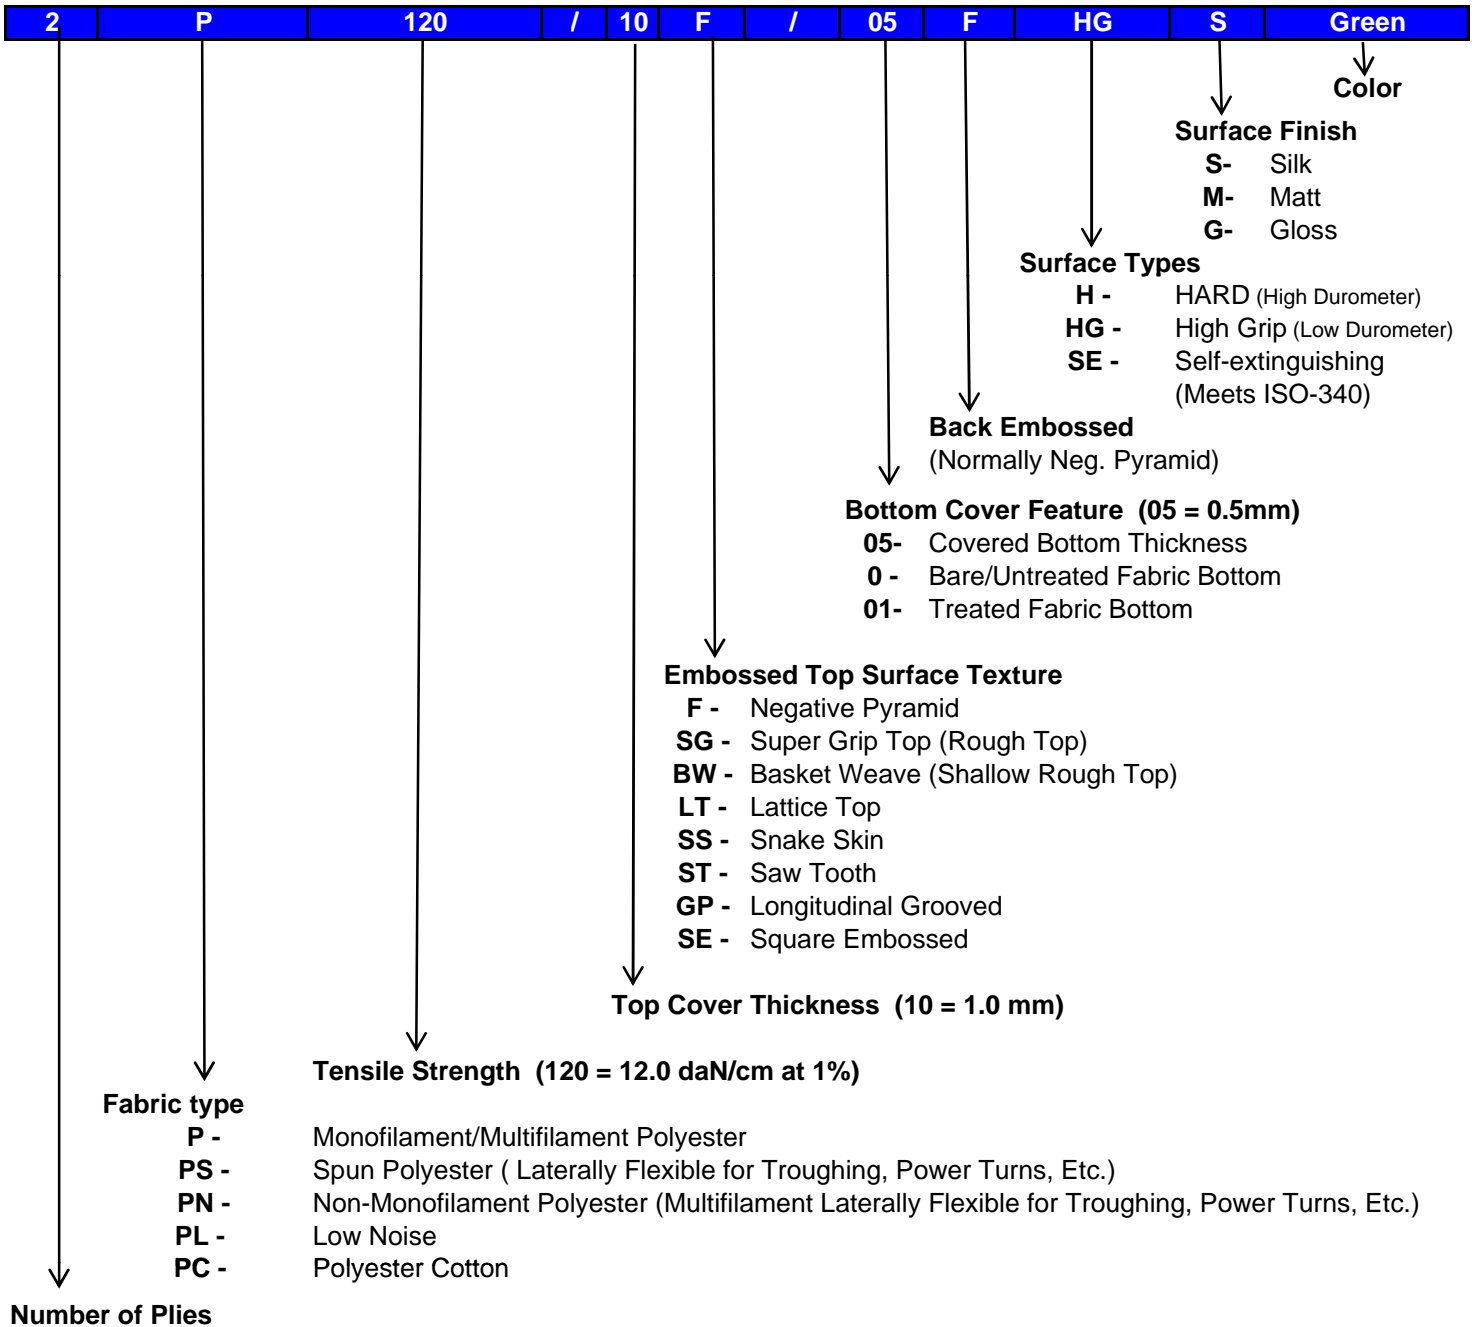 2 P 120 / 10 F / 05 F HG S Green
Color
Surface Finish
S- Silk
M- Matt
G- Gloss
Surface Types
H - HARD (High Durometer)
HG - High Grip (Low Durometer)
SE - Self-extinguishing
(Meets ISO-340)
Back Embossed
(Normally Neg. Pyramid)
Bottom Cover Feature (05 = 0.5mm)
05- Covered Bottom Thickness
0 - Bare/Untreated Fabric Bottom
01- Treated Fabric Bottom
Embossed Top Surface Texture
F - Negative Pyramid
SG - Super Grip Top (Rough Top)
BW - Basket Weave (Shallow Rough Top)
LT - Lattice Top
SS - Snake Skin
ST - Saw Tooth
GP - Longitudinal Grooved
SE - Square Embossed
Top Cover Thickness (10 = 1.0 mm)
Tensile Strength (120 = 12.0 daN/cm at 1%)
Fabric type
P - Monofilament/Multifilament Polyester
PS - Spun Polyester ( Laterally Flexible for Troughing, Power Turns, Etc.)
PN - Non-Monofilament Polyester (Multifilament Laterally Flexible for Troughing, Power Turns, Etc.)
PL - Low Noise
PC - Polyester Cotton
Number of Plies